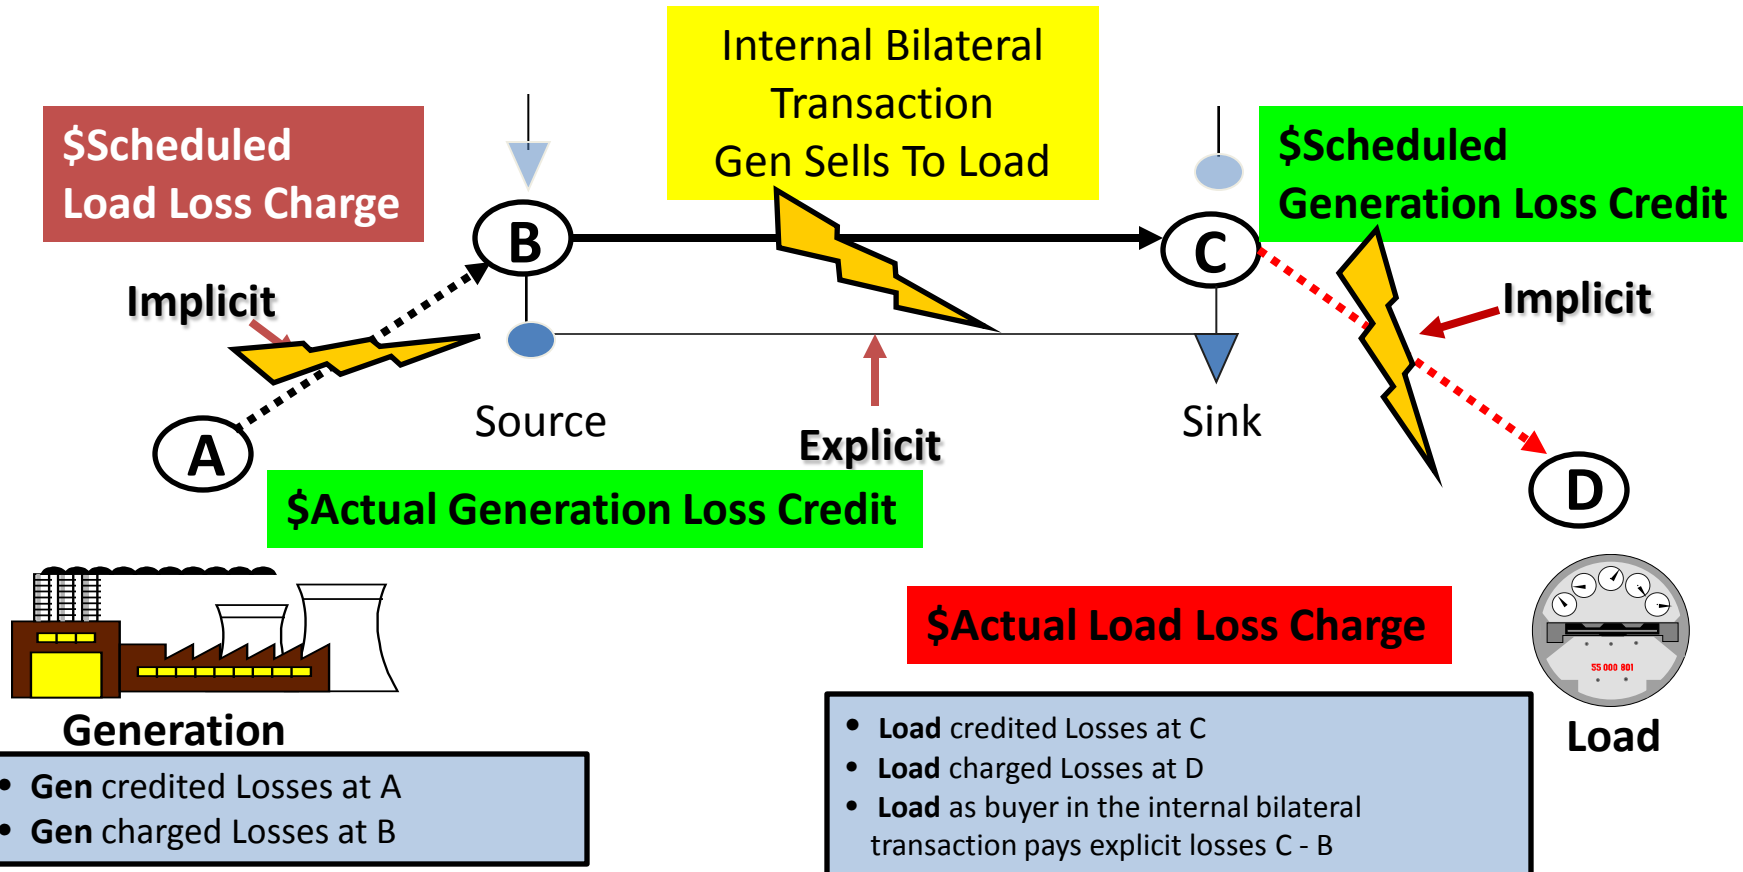 Internal Bilateral
Transaction
Gen Sells To Load
$Scheduled
Load Loss Charge
$Scheduled
Generation Loss Credit
B
C
Implicit
Implicit
Source
Explicit
Sink
A
D
$Actual Generation Loss Credit
$Actual Load Loss Charge
55 000 801
Generation
Load
• Gen credited Losses at A
• Gen charged Losses at B
• Load credited Losses at C
• Load charged Losses at D
• Load as buyer in the internal bilateral
transaction pays explicit losses C - B